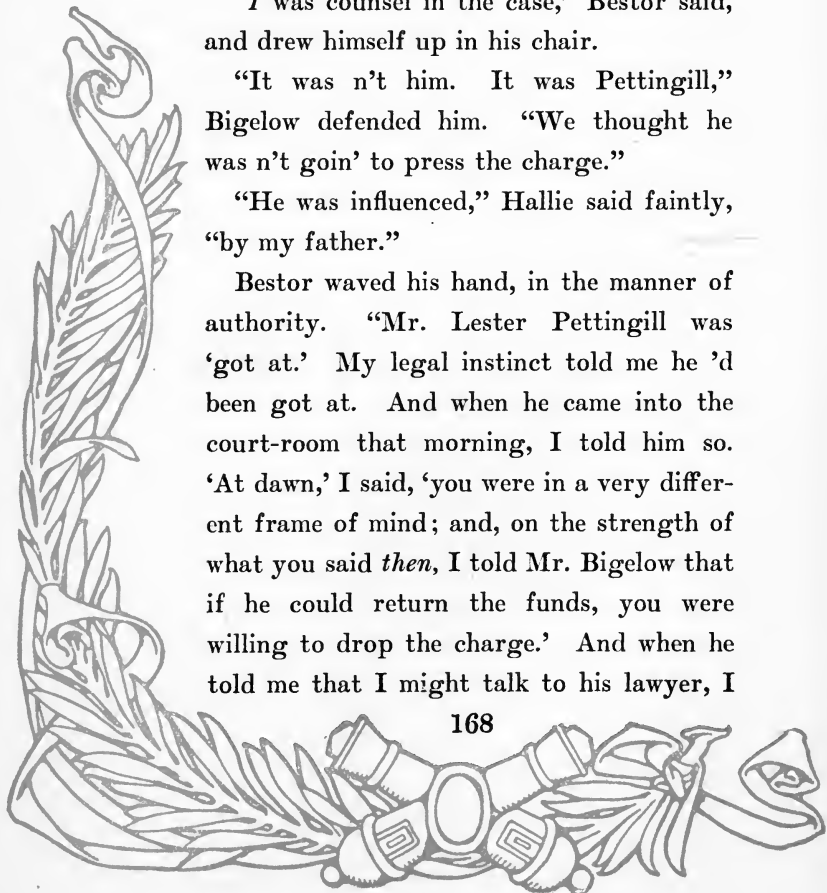 "I was counsel in the case," Bestor said,
and drew himself up in his chair.
"It was n't him. It was Pettingill,"
Bigelow defended him. "We thought he
was n't goin' to press the charge."
"He was influenced," Hallie said faintly,
"by my father."
Bestor waved his hand, in the manner of
authority. "Mr. Lester Pettingill was
'got at.' My legal instinct told me he 'd
been got at. And when he came into the
court-room that morning, I told him so.
'At dawn,' I said, 'you were in a very differ-
ent frame of mind; and, on the strength of
what you said then, I told Mr. Bigelow that
if he could return the funds, you were
willing to drop the charge.' And when he
told me that I might talk to his lawyer, I
168